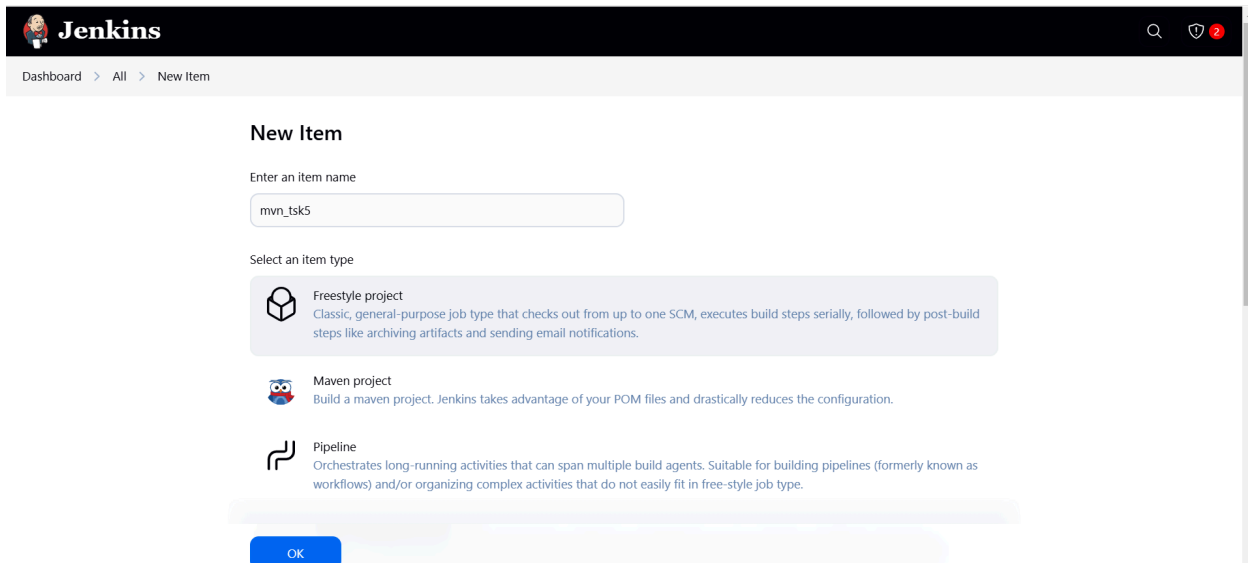 Jenkins
2
Dashboard > All > New Item
New Item
Enter an item name
mvn_tsk5
Select an item type
Freestyle project
Classic, general-purpose job type that checks out from up to one SCM, executes build steps serially, followed by post-build
steps like archiving artifacts and sending email notifications.
Maven project
Build a maven project. Jenkins takes advantage of your POM files and drastically reduces the configuration.
Pipeline
Orchestrates long-running activities that can span multiple build agents. Suitable for building pipelines (formerly known as
workflows) and/or organizing complex activities that do not easily fit in free-style job type.
OK